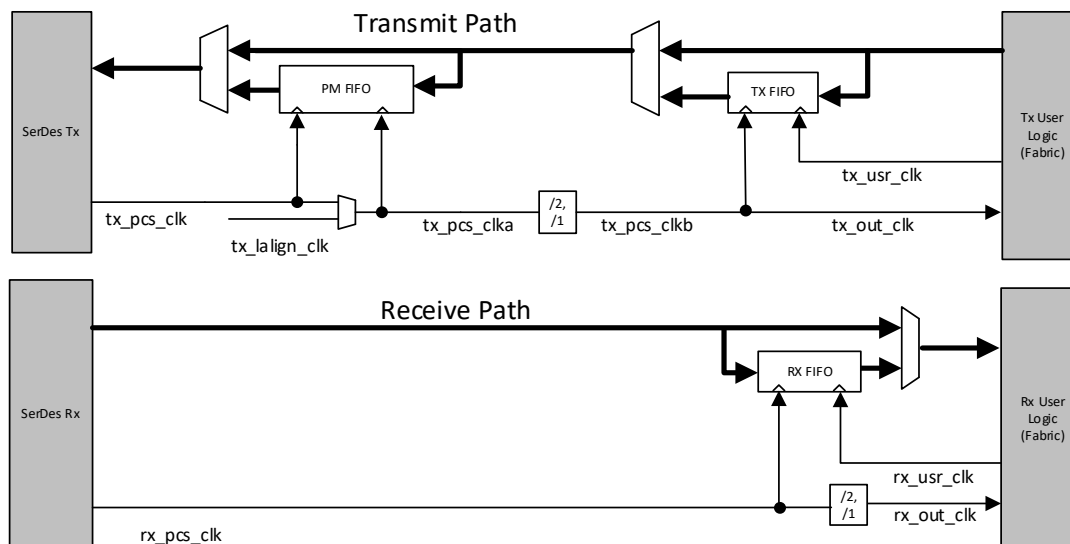 Transmit Path
SerDes Tx
PM FIFO
TX FIFO
Tx User
Logic
(Fabric)
tx_usr_clk
tx_pcs_clk
tx_lalign_clk
tx_pcs_clka
/2,
/1
tx_pcs_clkb
tx_out_clk
Receive Path
SerDes Rx
RX FIFO
Rx User
Logic
(Fabric)
rx_usr_clk
/2,
/1
rx_out_clk
rx_pcs_clk